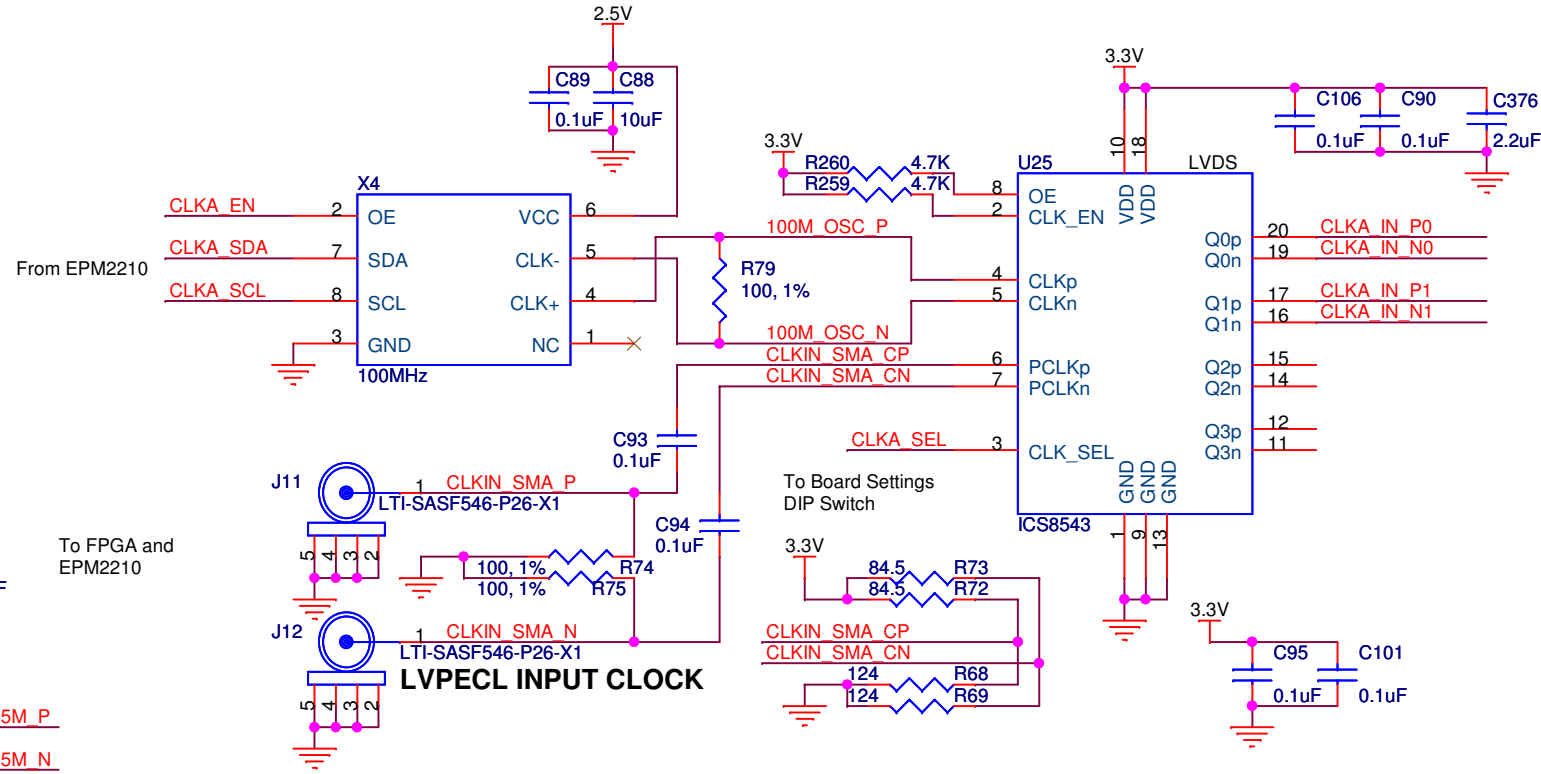 2.5V
C89
C88
0.1uF
10uF
3.3V
C106
C90
C376
0.1uF
0.1uF
2.2uF
3.3V
R260
4.7K
R259
4.7K
U25
LVDS
10
18
VDD
VDD
8
OE
2
CLK_EN
X4
CLKA_EN
2
OE
VCC
6
CLKA_SDA
7
SDA
CLK-
5
From EPM2210
CLKA_SCL
8
SCL
CLK+
4
3
GND
NC
1
100MHz
100M_OSC_P
R79
100, 1%
100M_OSC_N
4
CLKp
5
CLKn
CLKIN_SMA_CP
6
PCLKp
CLKIN_SMA_CN
7
PCLKn
CLKA_SEL
3
CLK_SEL
To Board Settings
DIP Switch
Q0p
20
CLKA_IN_P0
Q0n
19
CLKA_IN_N0
Q1p
17
CLKA_IN_P1
Q1n
16
CLKA_IN_N1
Q2p
15
Q2n
14
Q3p
12
Q3n
11
GND
GND
GND
ICS8543
1
9
13
C93
0.1uF
J11
1
CLKIN_SMA_P
LTI-SASF546-P26-X1
5
4
3
2
C94
0.1uF
To FPGA and
EPM2210
F
100, 1%
R74
100, 1%
R75
J12
1
CLKIN_SMA_N
LTI-SASF546-P26-X1
LVPECL INPUT CLOCK
5
4
3
2
5M_P
5M_N
3.3V
84.5
R73
84.5
R72
CLKIN_SMA_CP
CLKIN_SMA_CN
124
R68
124
R69
3.3V
C95
C101
0.1uF
0.1uF